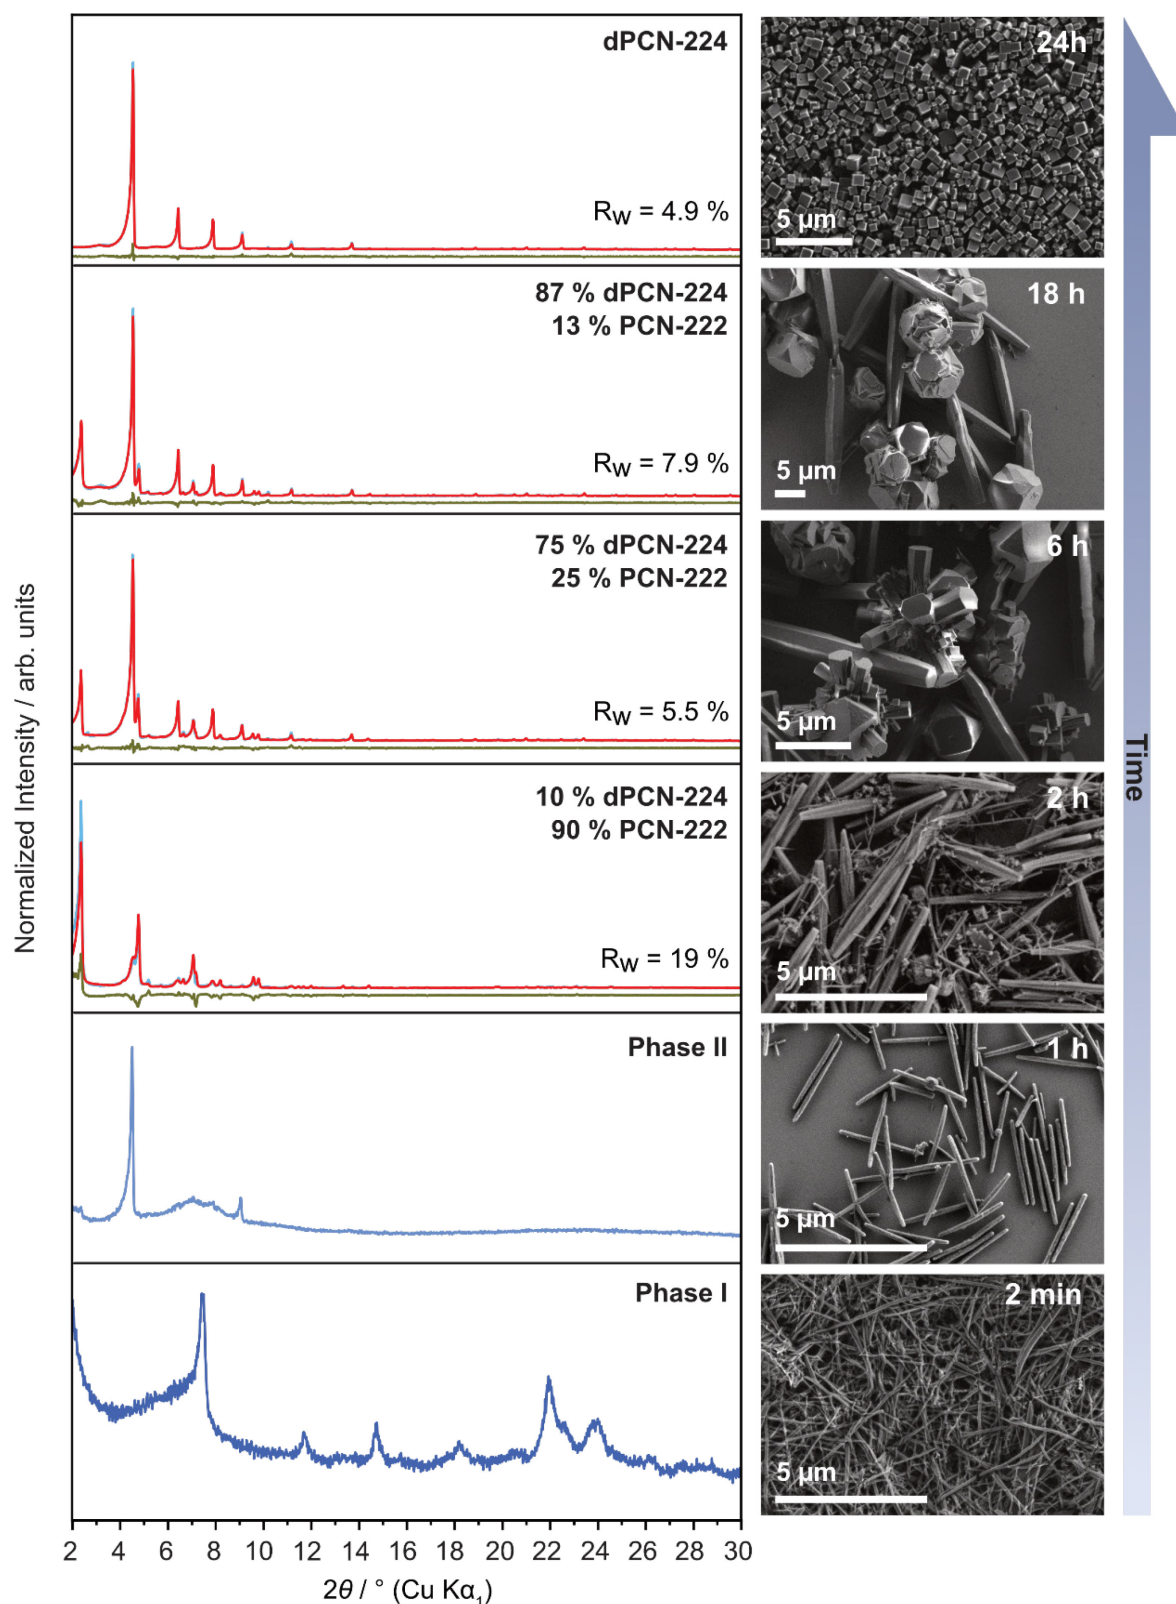 dPCN-224
R_W = 4.9 %
24h
5 µm
87 % dPCN-224
13 % PCN-222
R_W = 7.9 %
18 h
5 µm
75 % dPCN-224
25 % PCN-222
R_W = 5.5 %
6 h
5 µm
10 % dPCN-224
90 % PCN-222
R_W = 19 %
2 h
5 µm
Phase II
1 h
5 µm
Phase I
2 min
5 µm
Normalized Intensity / arb. units
Time
2 4 6 8 10 12 14 16 18 20 22 24 26 28 30
2θ / ° (Cu Kα₁)